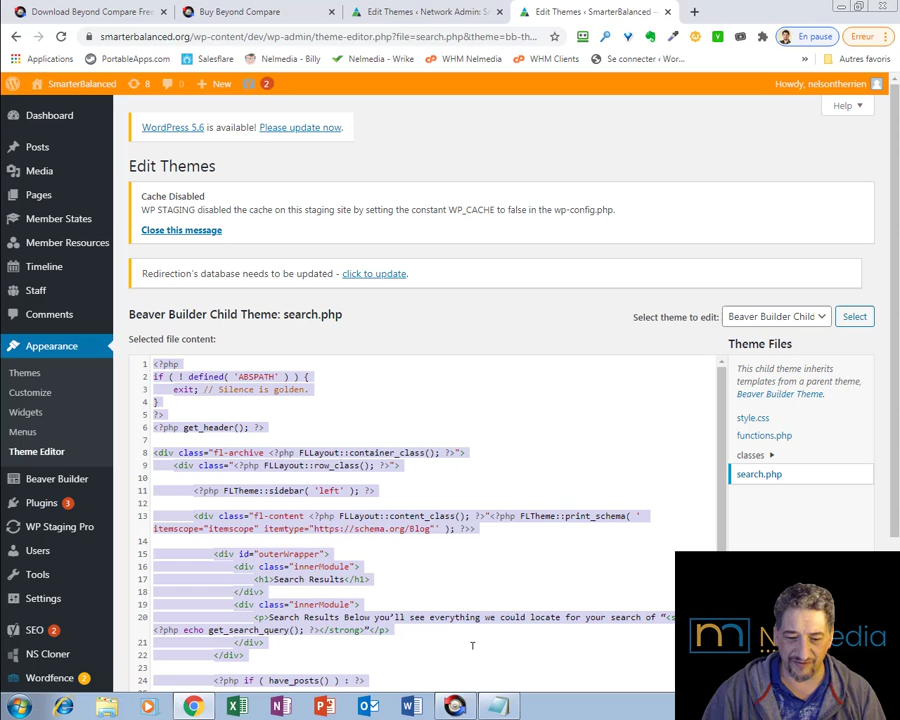 Download Beyond Compare Free
Buy Beyond Compare
Edit Themes ‹ Network Admin: S
Edit Themes ‹ SmarterBalanced
smarterbalanced.org/wp-content/dev/wp-admin/theme-editor.php?file=search.php&theme=bb-th...
En pause
Erreur
Applications
PortableApps.com
Salesflare
Nelmedia - Billy
Nelmedia - Wrike
WHM Nelmedia
WHM Clients
Se connecter ‹ Wor...
»
Autres favoris
SmarterBalanced
8
0
+ New
2
Howdy, nelsontherrien
Help
Dashboard
Posts
Media
Pages
Member States
Member Resources
Timeline
Staff
Comments
Appearance
Themes
Customize
Widgets
Menus
Theme Editor
Beaver Builder
Plugins 3
WP Staging Pro
Users
Tools
Settings
SEO 2
NS Cloner
Wordfence 2
WordPress 5.6 is available! Please update now.
Edit Themes
Cache Disabled
WP STAGING disabled the cache on this staging site by setting the constant WP_CACHE to false in the wp-config.php.
Close this message
Redirection's database needs to be updated - click to update.
Beaver Builder Child Theme: search.php
Select theme to edit:
Beaver Builder Child
Select
Selected file content:
1 <?php
2 if ( ! defined( 'ABSPATH' ) ) {
3 exit; // Silence is golden.
4 }
5 ?>
6 <?php get_header(); ?>
7
8 <div class="fl-archive <?php FLLayout::container_class(); ?>">
9 <div class="<?php FLLayout::row_class(); ?>">
10
11 <?php FLTheme::sidebar( 'left' ); ?>
12
13 <div class="fl-content <?php FLLayout::content_class(); ?>"<?php FLTheme::print_schema( '
itemscope="itemscope" itemtype="https://schema.org/Blog"' ); ?>>
14
15 <div id="outerWrapper">
16 <div class="innerModule">
17 <h1>Search Results</h1>
18 </div>
19 <div class="innerModule">
20 <p>Search Results Below you'll see everything we could locate for your search of “<s
<?php echo get_search_query(); ?></strong>”</p>
21 </div>
22 </div>
23
24 <?php if ( have_posts() ) : ?>
Theme Files
This child theme inherits
templates from a parent theme,
Beaver Builder Theme.
style.css
functions.php
classes
search.php